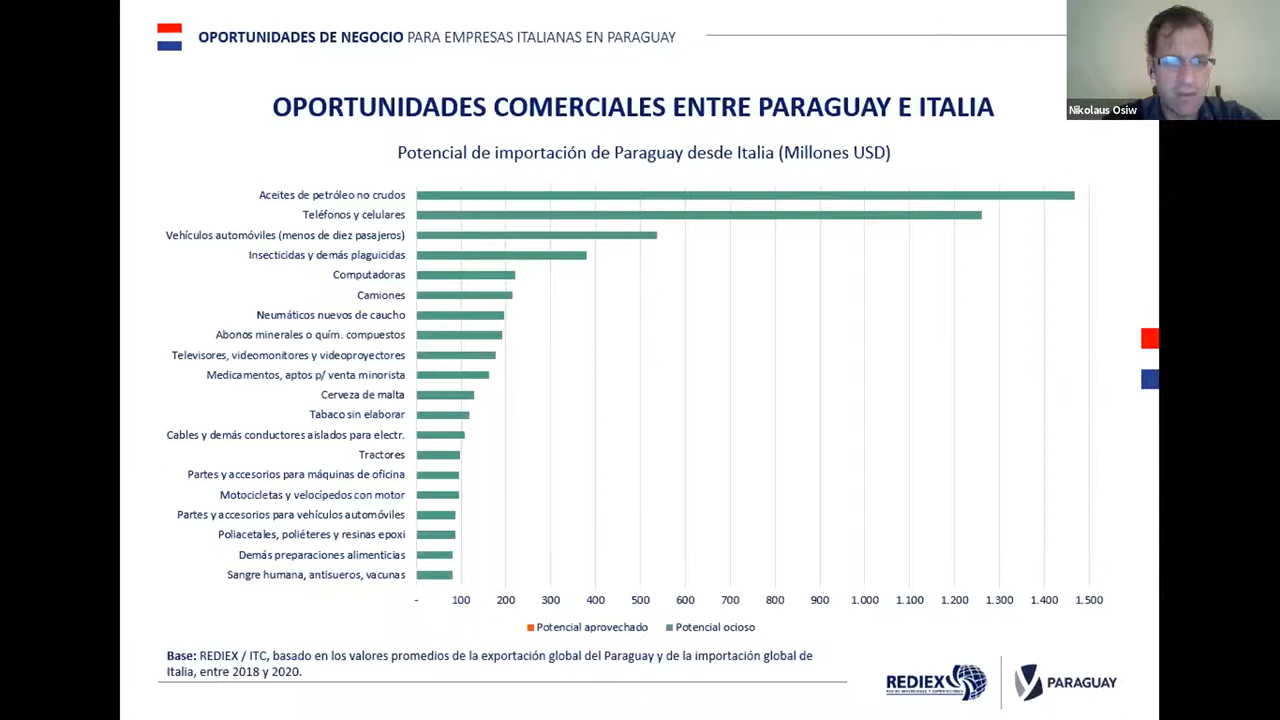 OPORTUNIDADES DE NEGOCIO PARA EMPRESAS ITALIANAS EN PARAGUAY
Nikolaus Osiw
OPORTUNIDADES COMERCIALES ENTRE PARAGUAY E ITALIA
Potencial de importación de Paraguay desde Italia (Millones USD)
Aceites de petróleo no crudos
Teléfonos y celulares
Vehículos automóviles (menos de diez pasajeros)
Insecticidas y demás plaguicidas
Computadoras
Camiones
Neumáticos nuevos de caucho
Abonos minerales o quím. compuestos
Televisores, videomonitores y videoproyectores
Medicamentos, aptos p/ venta minorista
Cerveza de malta
Tabaco sin elaborar
Cables y demás conductores aislados para electr.
Tractores
Partes y accesorios para máquinas de oficina
Motocicletas y velocípedos con motor
Partes y accesorios para vehículos automóviles
Poliacetales, poliéteres y resinas epoxi
Demás preparaciones alimenticias
Sangre humana, antisueros, vacunas
- 100 200 300 400 500 600 700 800 900 1.000 1.100 1.200 1.300 1.400 1.500
Potencial aprovechado Potencial ocioso
Base: REDIEX / ITC, basado en los valores promedios de la exportación global del Paraguay y de la importación global de
Italia, entre 2018 y 2020.
REDIEX
RED DE INVERSIONES Y EXPORTACIONES
PARAGUAY